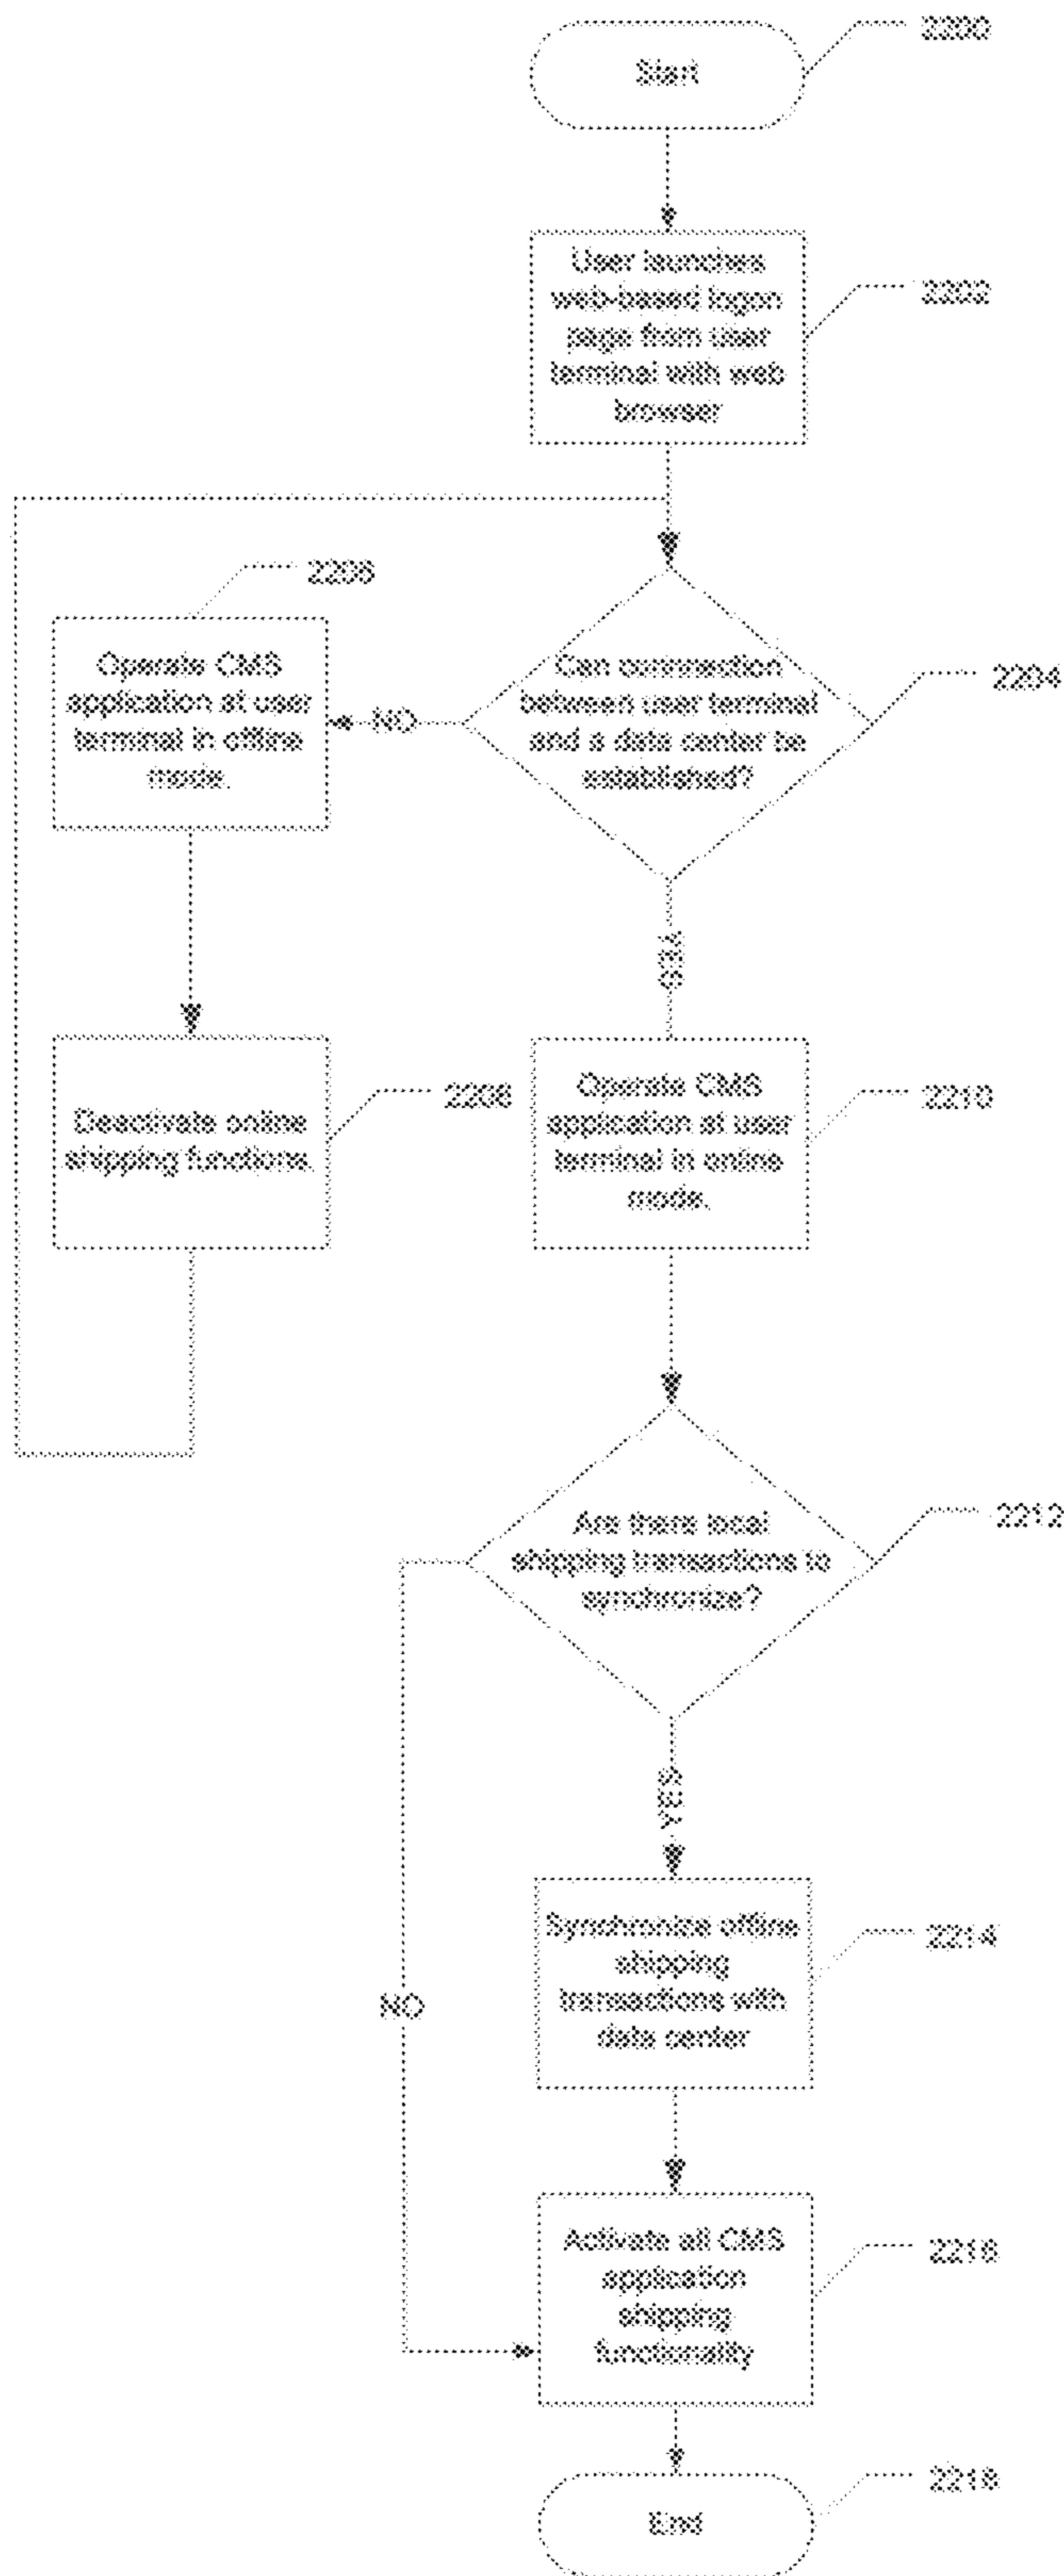 Start
2200
User launches
web-based logon
page from user
terminal with web
browser
2202
2206
Operate CMS
application at user
terminal in offline
mode.
NO
Can connection
between user terminal
and a data center be
established?
2204
YES
Deactivate online
shipping functions.
Operate CMS
application at user
terminal in online
mode.
2210
Are there local
shipping transactions to
synchronize?
2212
YES
Synchronize offline
shipping
transactions with
data center
2214
NO
Activate all CMS
application
shipping
functionality
2216
End
2218